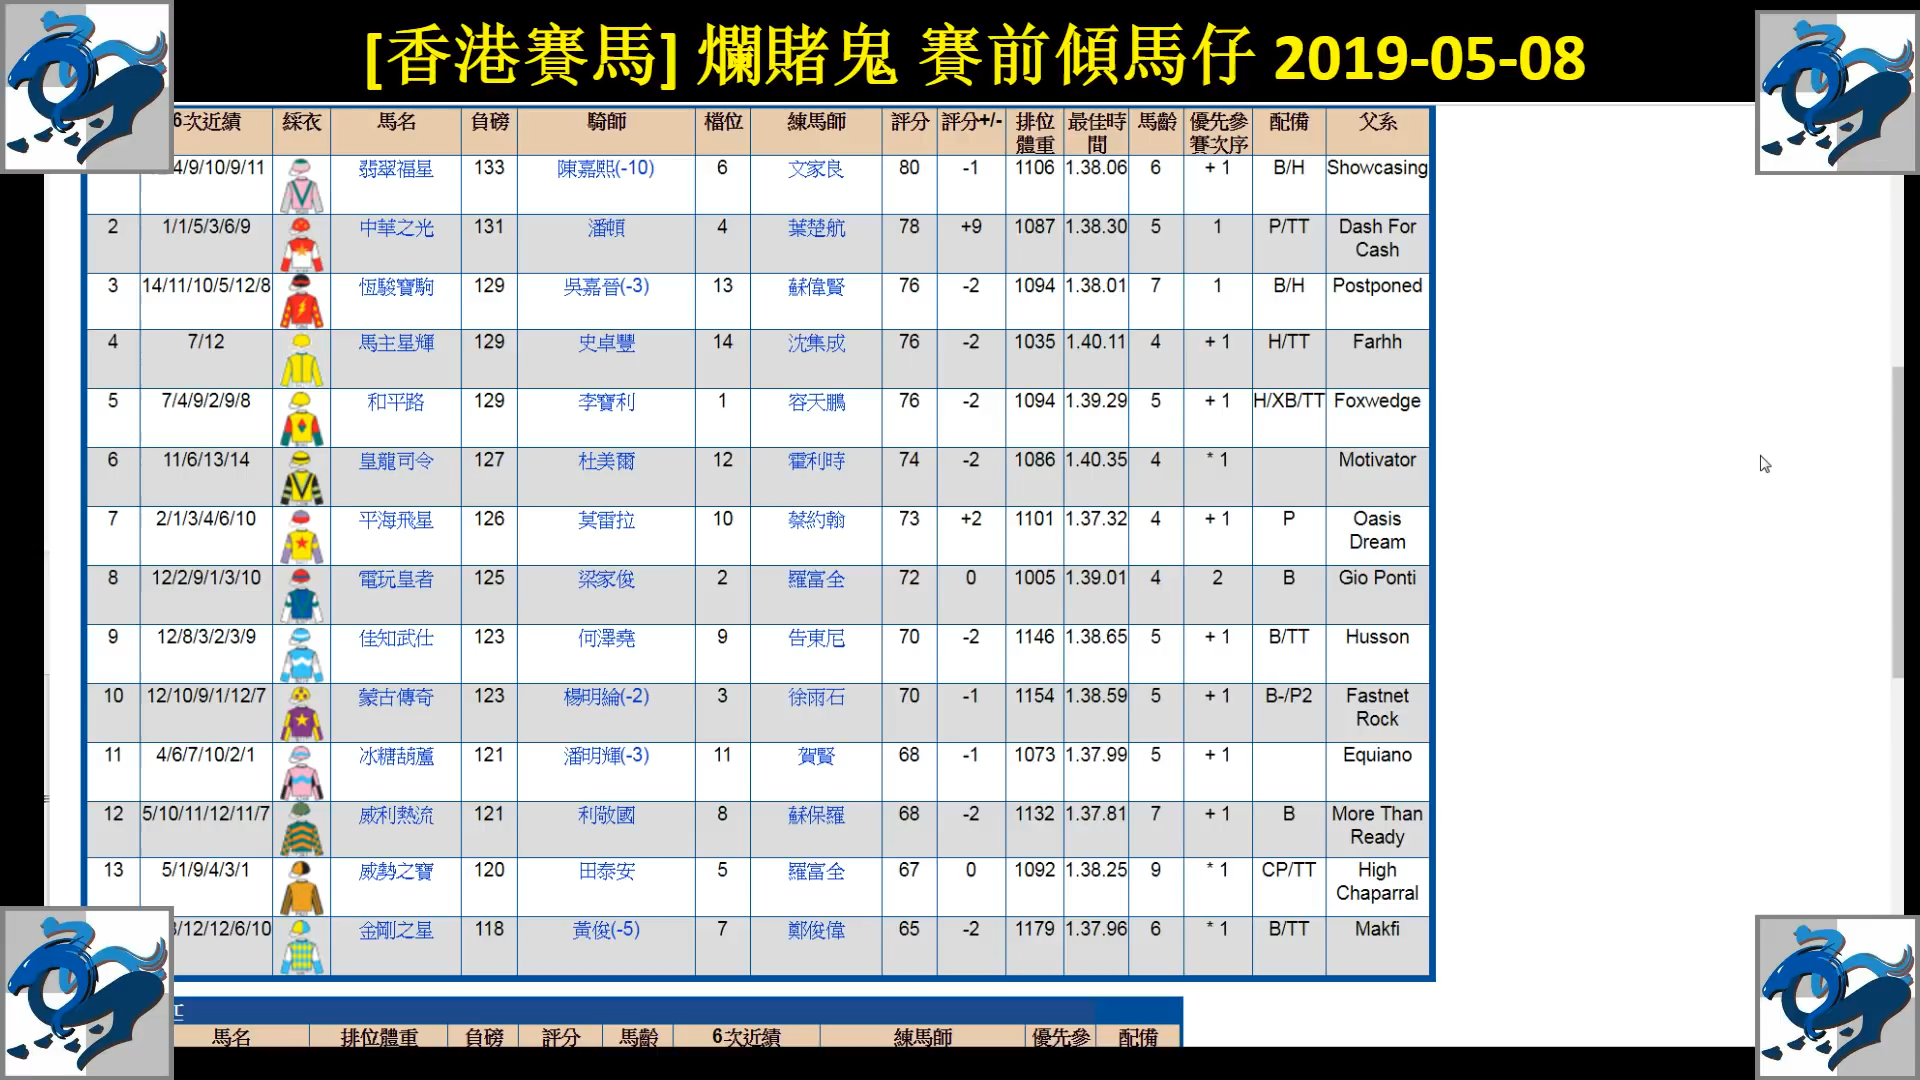 [香港賽馬] 爛賭鬼 賽前傾馬仔 2019-05-08
6次近績 綵衣 馬名 負磅 騎師 檔位 練馬師 評分 評分+/- 排位體重 最佳時間 馬齡 優先參賽次序 配備 父系
4/9/10/9/11 翡翠福星 133 陳嘉熙(-10) 6 文家良 80 -1 1106 1.38.06 6 + 1 B/H Showcasing
2 1/1/5/3/6/9 中華之光 131 潘頓 4 葉楚航 78 +9 1087 1.38.30 5 1 P/TT Dash For Cash
3 14/11/10/5/12/8 恆駿寶駒 129 吳嘉晉(-3) 13 蘇偉賢 76 -2 1094 1.38.01 7 1 B/H Postponed
4 7/12 馬主星輝 129 史卓豐 14 沈集成 76 -2 1035 1.40.11 4 + 1 H/TT Farhh
5 7/4/9/2/9/8 和平路 129 李寶利 1 容天鵬 76 -2 1094 1.39.29 5 + 1 H/XB/TT Foxwedge
6 11/6/13/14 皇龍司令 127 杜美爾 12 霍利時 74 -2 1086 1.40.35 4 * 1 Motivator
7 2/1/3/4/6/10 平海飛星 126 莫雷拉 10 蔡約翰 73 +2 1101 1.37.32 4 + 1 P Oasis Dream
8 12/2/9/1/3/10 電玩皇者 125 梁家俊 2 羅富全 72 0 1005 1.39.01 4 2 B Gio Ponti
9 12/8/3/2/3/9 佳知武仕 123 何澤堯 9 告東尼 70 -2 1146 1.38.65 5 + 1 B/TT Husson
10 12/10/9/1/12/7 蒙古傳奇 123 楊明綸(-2) 3 徐雨石 70 -1 1154 1.38.59 5 + 1 B-/P2 Fastnet Rock
11 4/6/7/10/2/1 冰糖葫蘆 121 潘明輝(-3) 11 賀賢 68 -1 1073 1.37.99 5 + 1 Equiano
12 5/10/11/12/11/7 威利熱流 121 利敬國 8 蘇保羅 68 -2 1132 1.37.81 7 + 1 B More Than Ready
13 5/1/9/4/3/1 威勢之寶 120 田泰安 5 羅富全 67 0 1092 1.38.25 9 * 1 CP/TT High Chaparral
/12/12/6/10 金剛之星 118 黃俊(-5) 7 鄭俊偉 65 -2 1179 1.37.96 6 * 1 B/TT Makfi
馬名 排位體重 負磅 評分 馬齡 6次近績 練馬師 優先參 配備